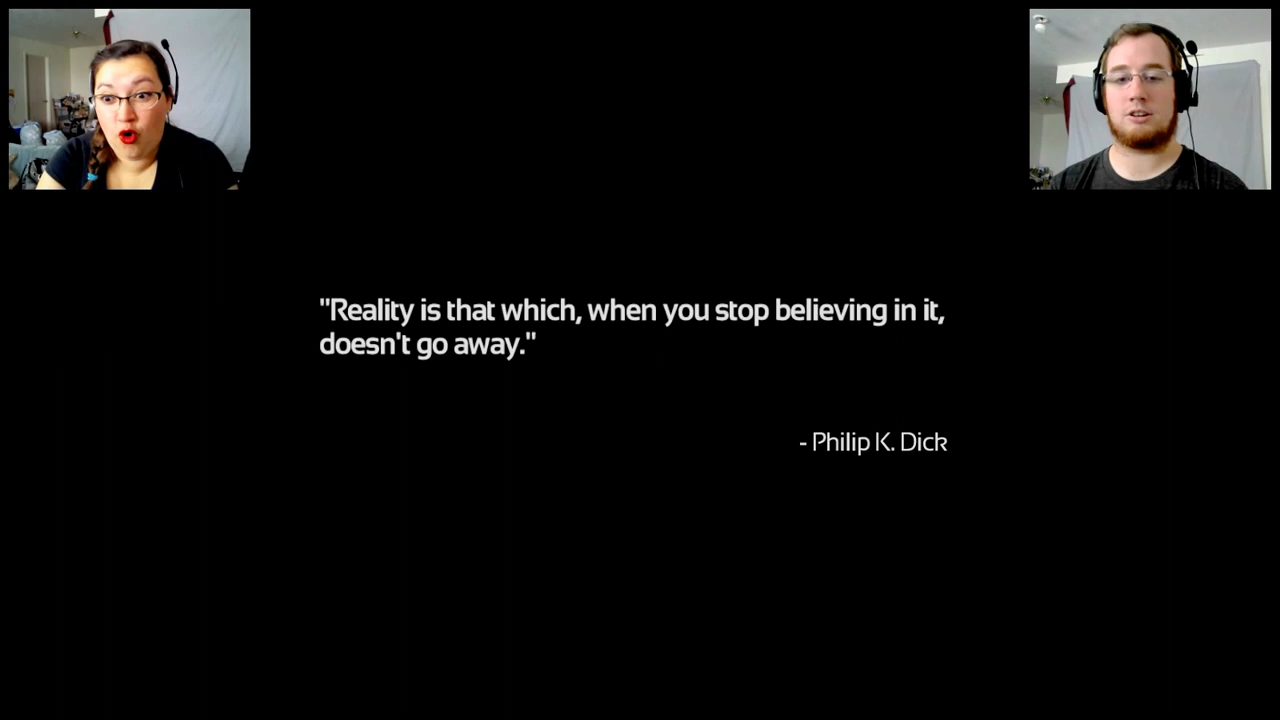 "Reality is that which, when you stop believing in it,
doesn't go away."
- Philip K. Dick